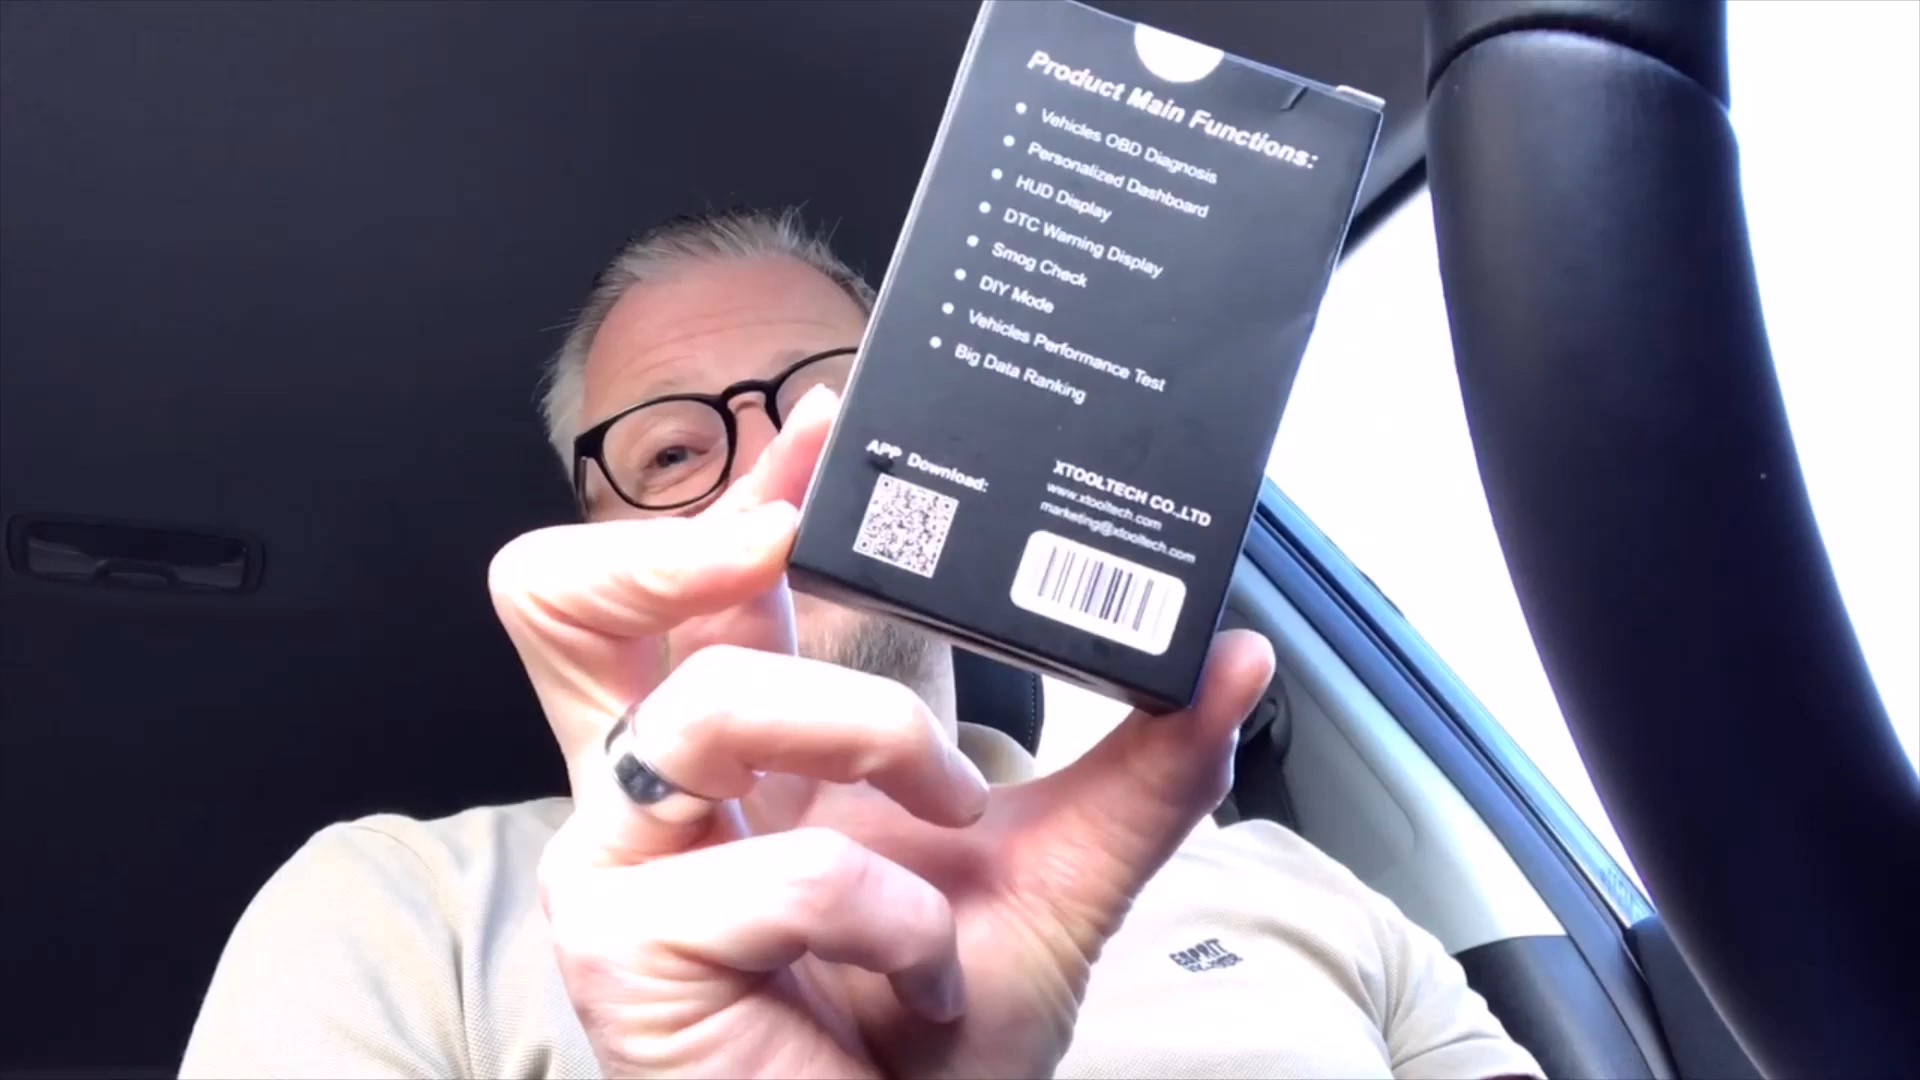 Product Main Functions:
● Vehicles OBD Diagnosis
● Personalized Dashboard
● HUD Display
● DTC Warning Display
● Smog Check
● DIY Mode
● Vehicles Performance Test
● Big Data Ranking
APP Download:
XTOOLTECH CO.,LTD
www.xtooltech.com
marketing@xtooltech.com
ESPRIT